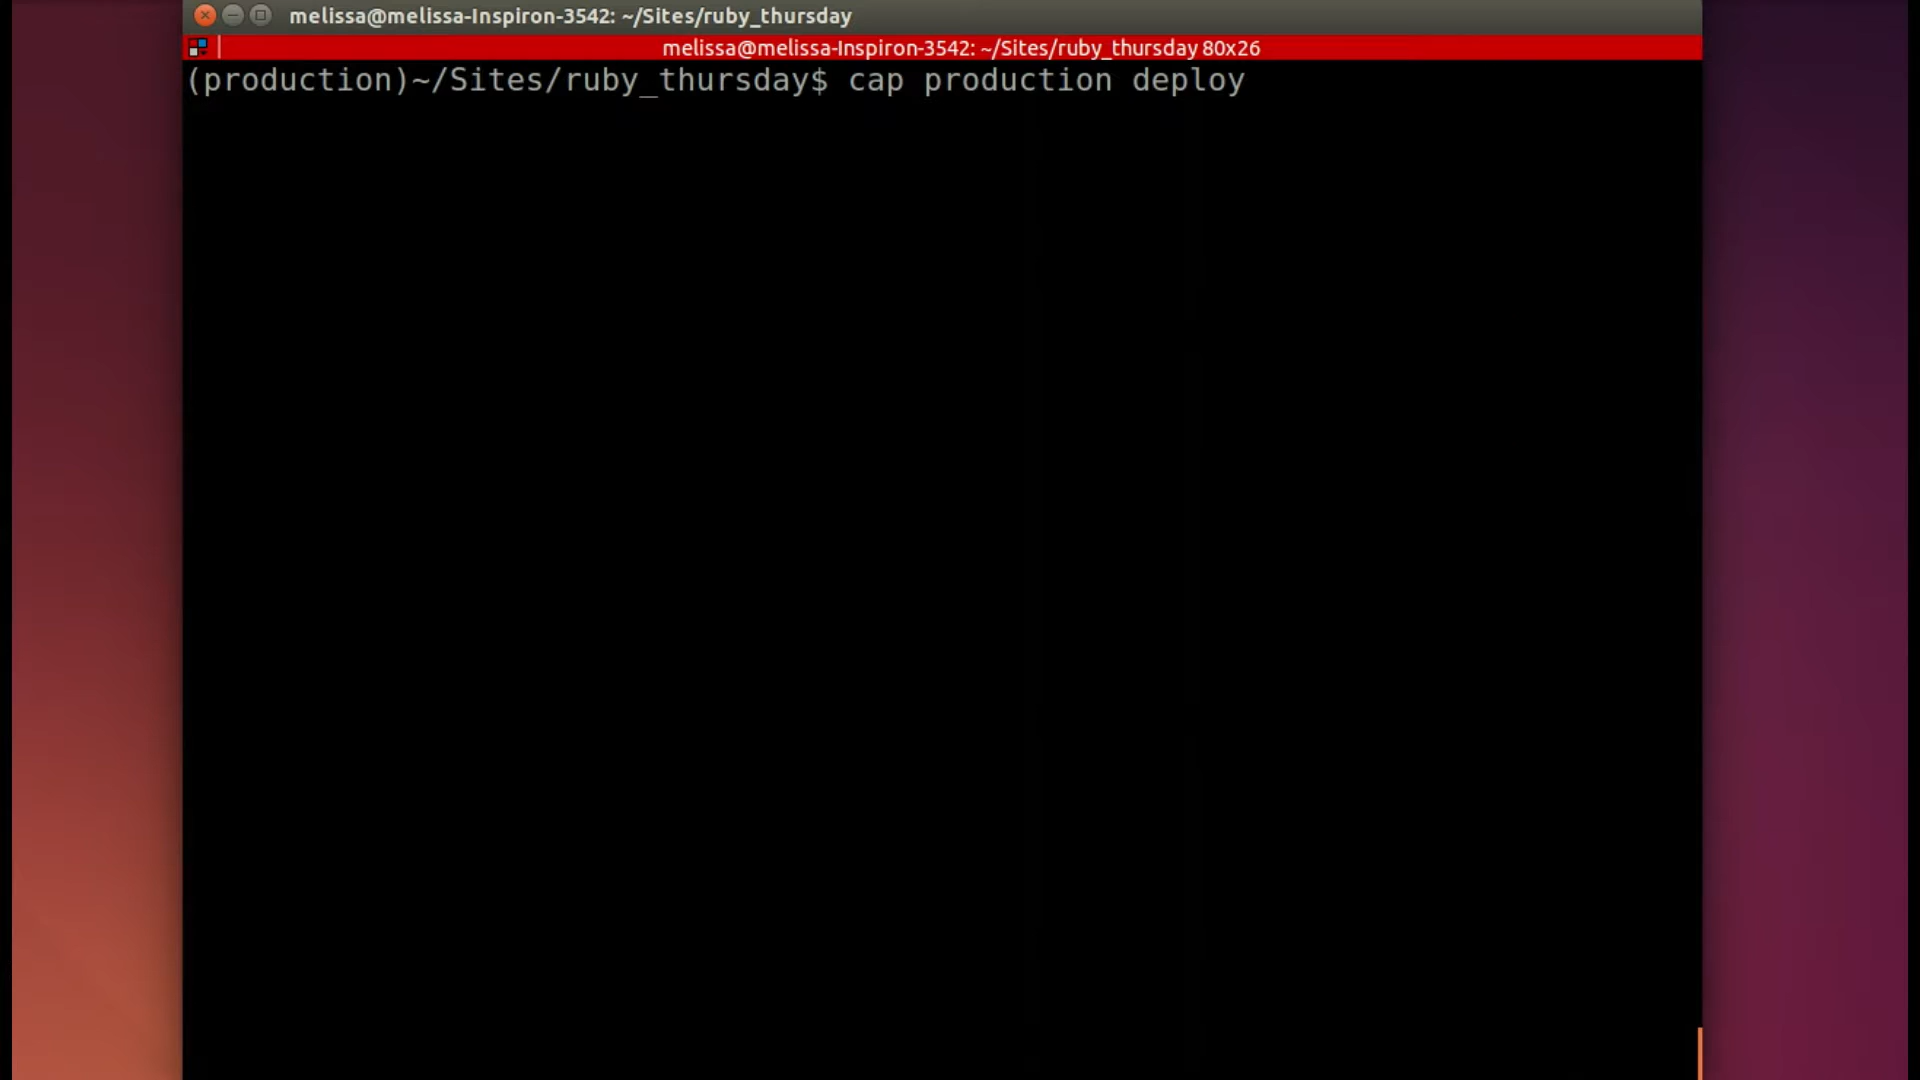 melissa@melissa-Inspiron-3542: ~/Sites/ruby_thursday
melissa@melissa-Inspiron-3542: ~/Sites/ruby_thursday 80x26
(production)~/Sites/ruby_thursday$ cap production deploy